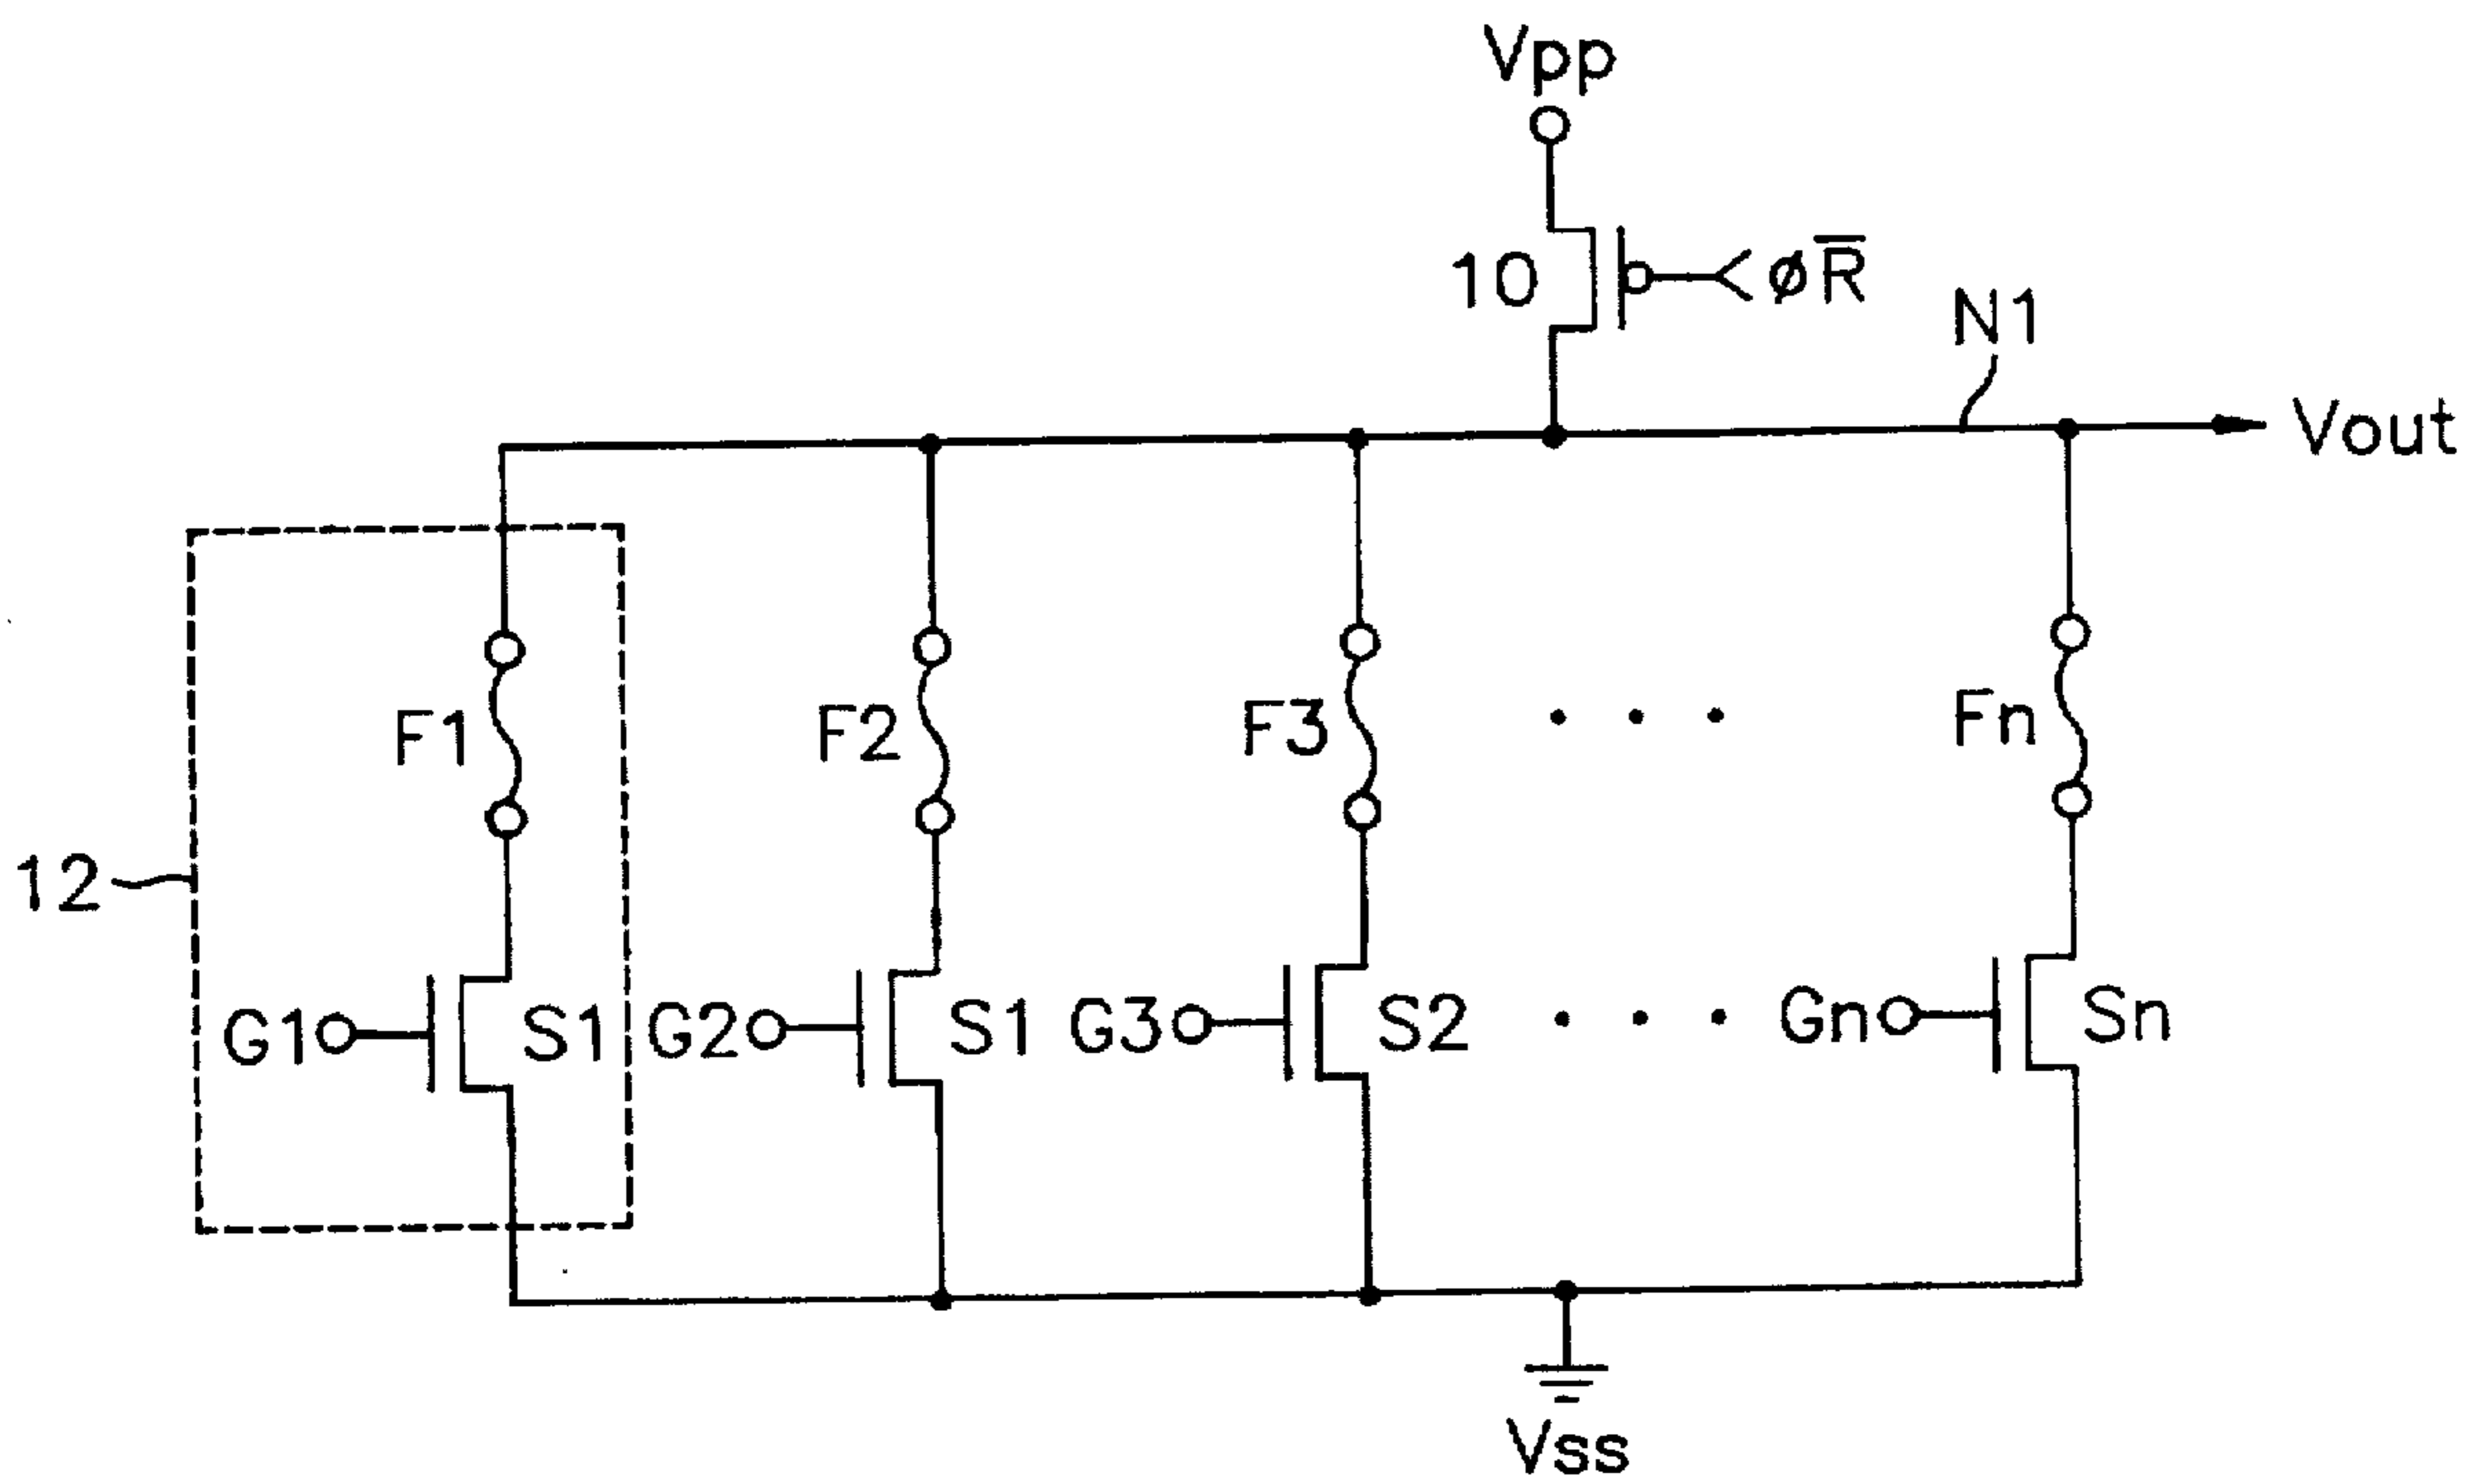 Vpp
10
øR̅
N1
Vout
F1
F2
F3
. . .
Fn
12
G1
S1
G2
S1
G3
S2
. . .
Gn
Sn
Vss